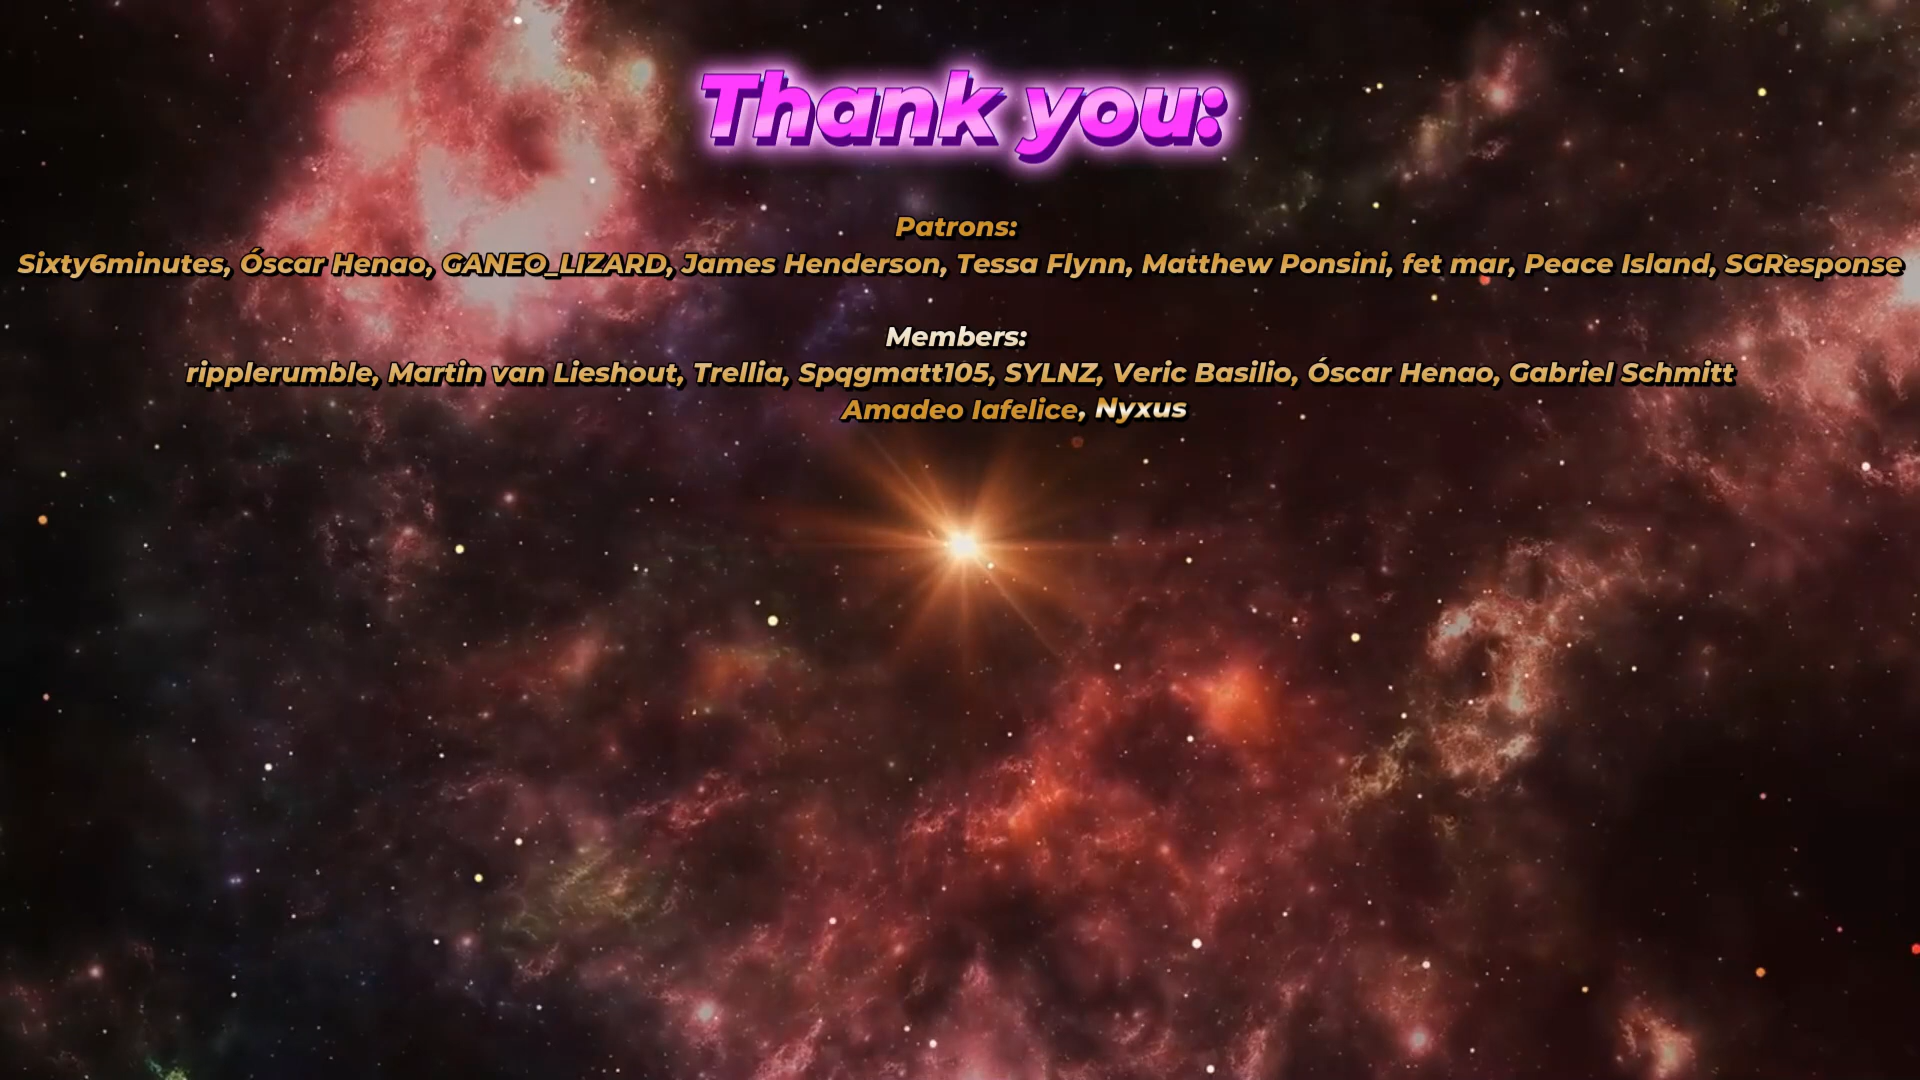 Thank you:
Patrons:
Sixty6minutes, Óscar Henao, GANEO_LIZARD, James Henderson, Tessa Flynn, Matthew Ponsini, fet mar, Peace Island, SGResponse
Members:
ripplerumble, Martin van Lieshout, Trellia, Spqgmatt105, SYLNZ, Veric Basilio, Óscar Henao, Gabriel Schmitt
Amadeo Iafelice, Nyxus